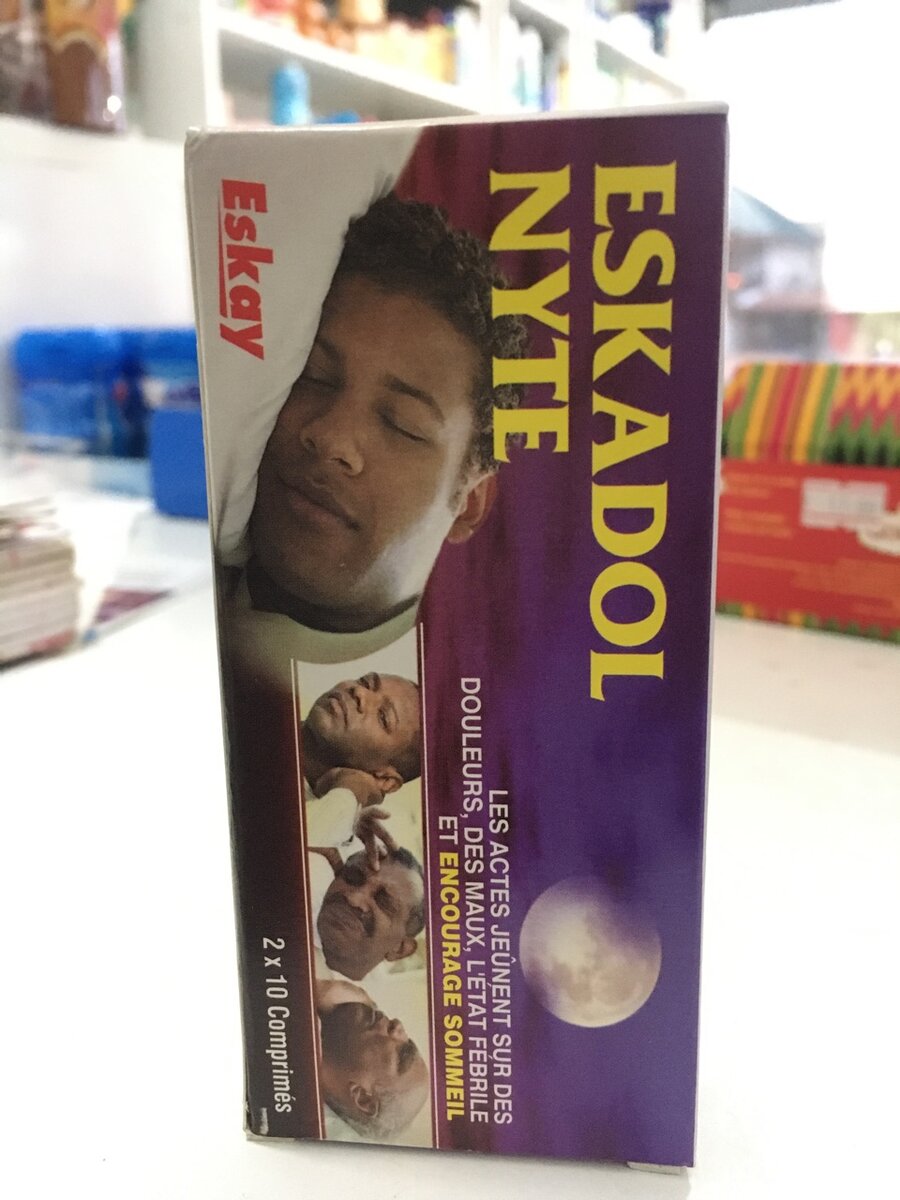 ESKADOL
NYTE
Eskay
LES ACTES JEÛNENT SUR DES
DOULEURS, DES MAUX, L'ÉTAT FÉBRILE
ET ENCOURAGE SOMMEIL
2 x 10 Comprimés